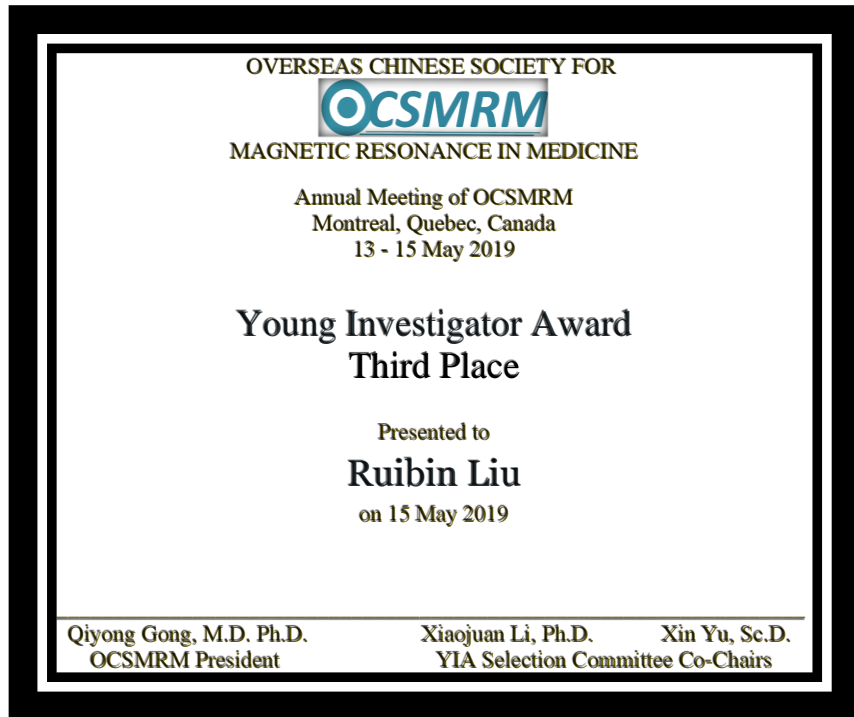 OVERSEAS CHINESE SOCIETY FOR
OCSMRM
MAGNETIC RESONANCE IN MEDICINE
Annual Meeting of OCSMRM
Montreal, Quebec, Canada
13 - 15 May 2019
Young Investigator Award
Third Place
Presented to
Ruibin Liu
on 15 May 2019
Qiyong Gong, M.D. Ph.D. Xiaojuan Li, Ph.D. Xin Yu, Sc.D.
OCSMRM President YIA Selection Committee Co-Chairs